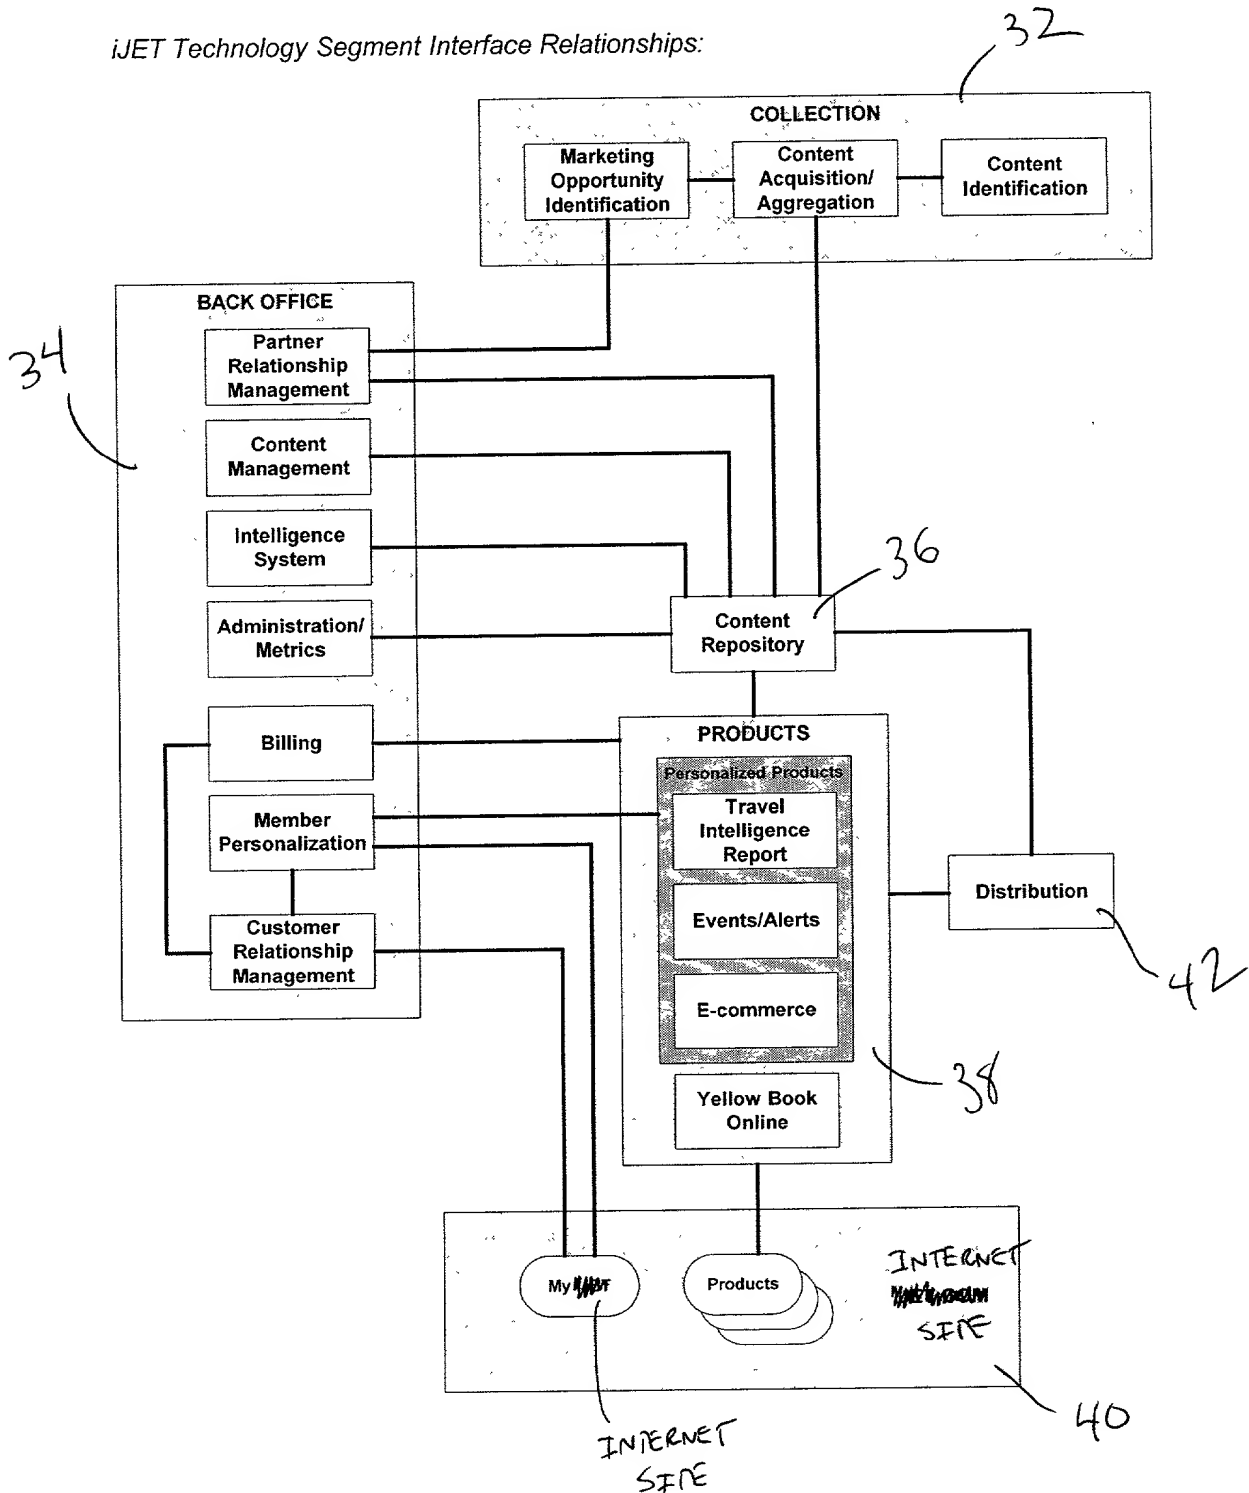 iJET Technology Segment Interface Relationships:
32
COLLECTION
Marketing
Opportunity
Identification
Content
Acquisition/
Aggregation
Content
Identification
34
BACK OFFICE
Partner
Relationship
Management
Content
Management
Intelligence
System
Administration/
Metrics
Billing
Member
Personalization
Customer
Relationship
Management
36
Content
Repository
PRODUCTS
Personalized Products
Travel
Intelligence
Report
Events/Alerts
E-commerce
Yellow Book
Online
38
Distribution
42
My
Products
INTERNET
SITE
40
INTERNET
SITE